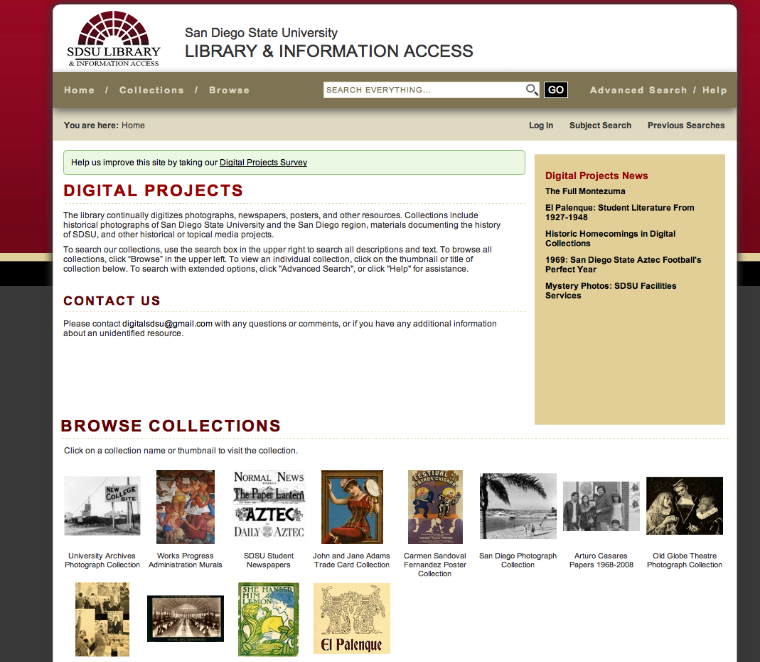 SDSU LIBRARY
& INFORMATION ACCESS
San Diego State University
LIBRARY & INFORMATION ACCESS
Home / Collections / Browse
SEARCH EVERYTHING...
GO
Advanced Search / Help
You are here: Home
Log In
Subject Search
Previous Searches
Help us improve this site by taking our Digital Projects Survey
DIGITAL PROJECTS
The library continually digitizes photographs, newspapers, posters, and other resources. Collections include
historical photographs of San Diego State University and the San Diego region, materials documenting the history
of SDSU, and other historical or topical media projects.
To search our collections, use the search box in the upper right to search all descriptions and text. To browse all
collections, click "Browse" in the upper left. To view an individual collection, click on the thumbnail or title of
collection below. To search with extended options, click "Advanced Search", or click "Help" for assistance.
CONTACT US
Please contact digitalsdsu@gmail.com with any questions or comments, or if you have any additional information
about an unidentified resource.
Digital Projects News
The Full Montezuma
El Palenque: Student Literature From
1927-1948
Historic Homecomings in Digital
Collections
1969: San Diego State Aztec Football's
Perfect Year
Mystery Photos: SDSU Facilities
Services
BROWSE COLLECTIONS
Click on a collection name or thumbnail to visit the collection.
NEW
COLLEGE
SITE
NORMAL NEWS
The Paper Lantern
AZTEC
DAILY AZTEC
FESTIVAL
University Archives
Photograph Collection
Works Progress
Administration Murals
SDSU Student
Newspapers
John and Jane Adams
Trade Card Collection
Carmen Sandoval
Fernandez Poster
Collection
San Diego Photograph
Collection
Arturo Casares
Papers 1968-2008
Old Globe Theatre
Photograph Collection
SHE HANDED
HIM A
LEMON
El Palenque